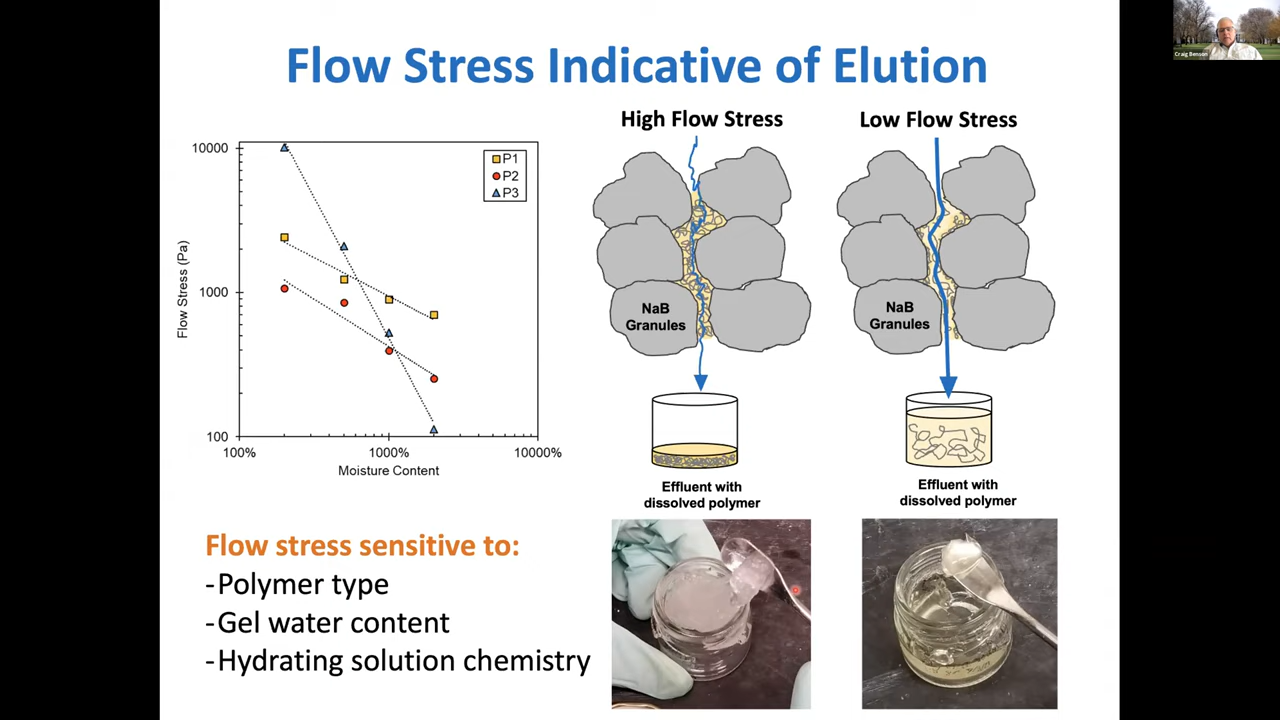 Craig Benson
Flow Stress Indicative of Elution
10000
1000
100
Flow Stress (Pa)
P1
P2
P3
100%
1000%
10000%
Moisture Content
High Flow Stress
NaB
Granules
Effluent with
dissolved polymer
Low Flow Stress
NaB
Granules
Effluent with
dissolved polymer
Flow stress sensitive to:
-Polymer type
-Gel water content
-Hydrating solution chemistry